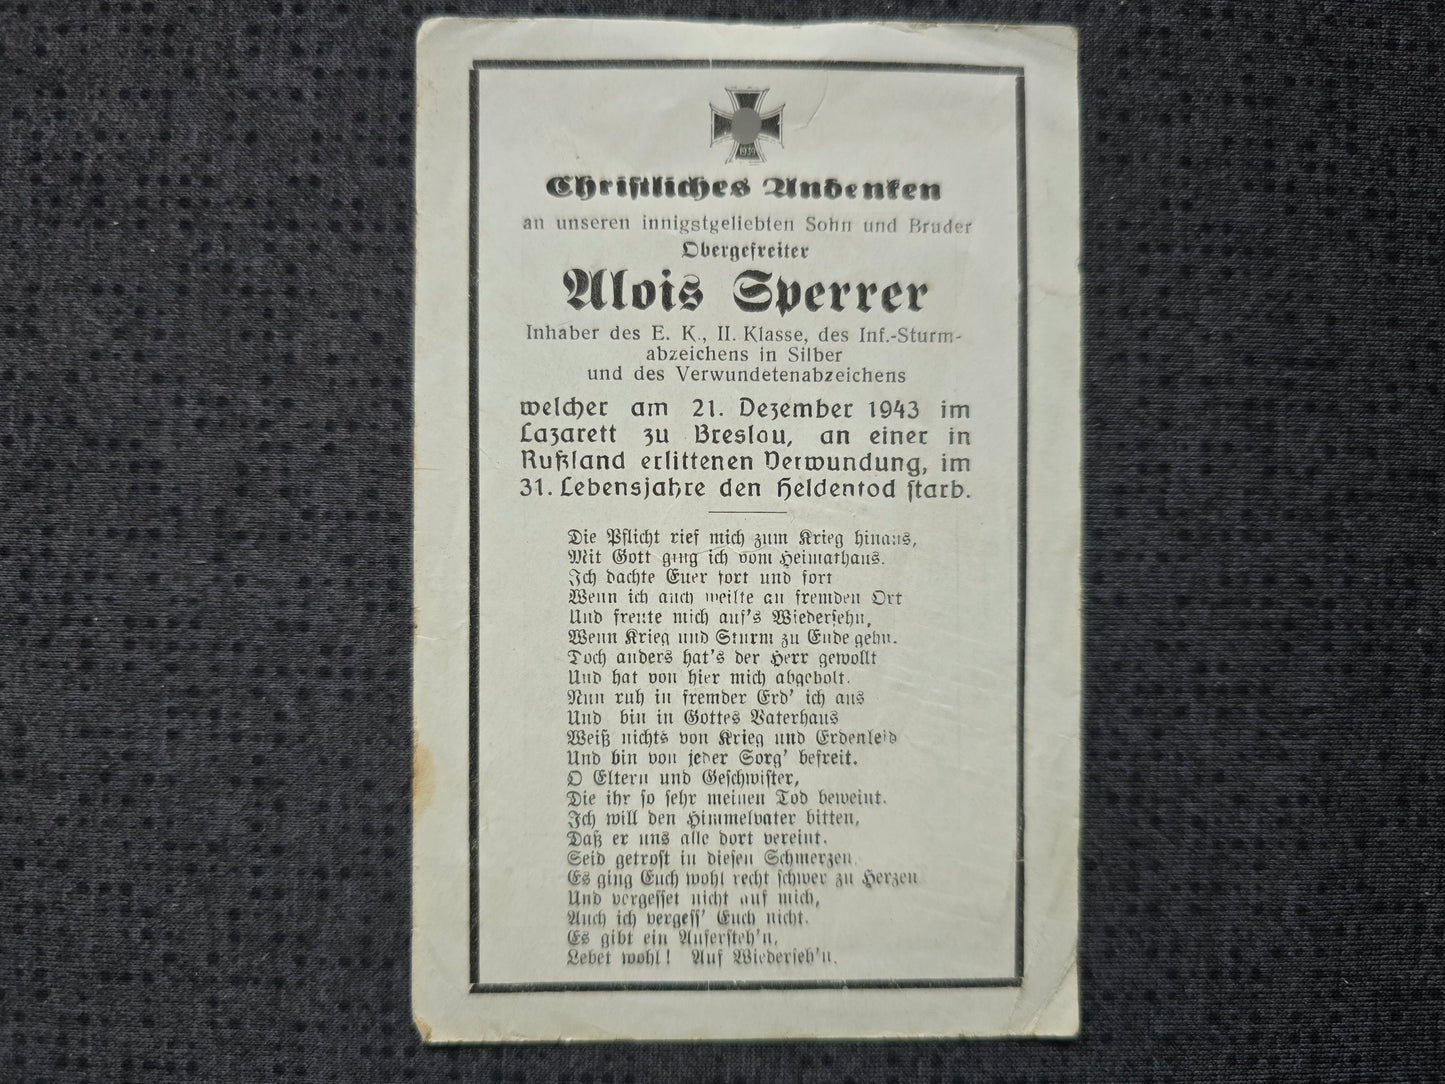 1939
Christliches Andenken
an unseren innigstgeliebten Sohn und Bruder
Obergefreiter
Alois Sperrer
Inhaber des E. K., II. Klasse, des Inf.-Sturm-
abzeichens in Silber
und des Verwundetenabzeichens
welcher am 21. Dezember 1943 im
Lazarett zu Breslau, an einer in
Rußland erlittenen Verwundung, im
31. Lebensjahre den Heldentod starb.
Die Pflicht rief mich zum Krieg hinaus,
Mit Gott ging ich vom Heimathaus.
Ich dachte Euer fort und fort
Wenn ich auch weilte an fremden Ort
Und freute mich auf's Wiedersehn,
Wenn Krieg und Sturm zu Ende gehn.
Doch anders hat's der Herr gewollt
Und hat von hier mich abgeholt.
Nun ruh in fremder Erd' ich aus
Und bin in Gottes Vaterhaus
Weiß nichts von Krieg und Erdenleid
Und bin von jeder Sorg' befreit.
O Eltern und Geschwister,
Die ihr so sehr meinen Tod beweint.
Ich will den Himmelvater bitten,
Daß er uns alle dort vereint.
Seid getrost in diesen Schmerzen
Es ging Euch wohl recht schwer zu Herzen
Und vergesset nicht auf mich,
Auch ich vergess' Euch nicht.
Es gibt ein Aufersteh'n,
Lebet wohl! Auf Wiederseh'n.